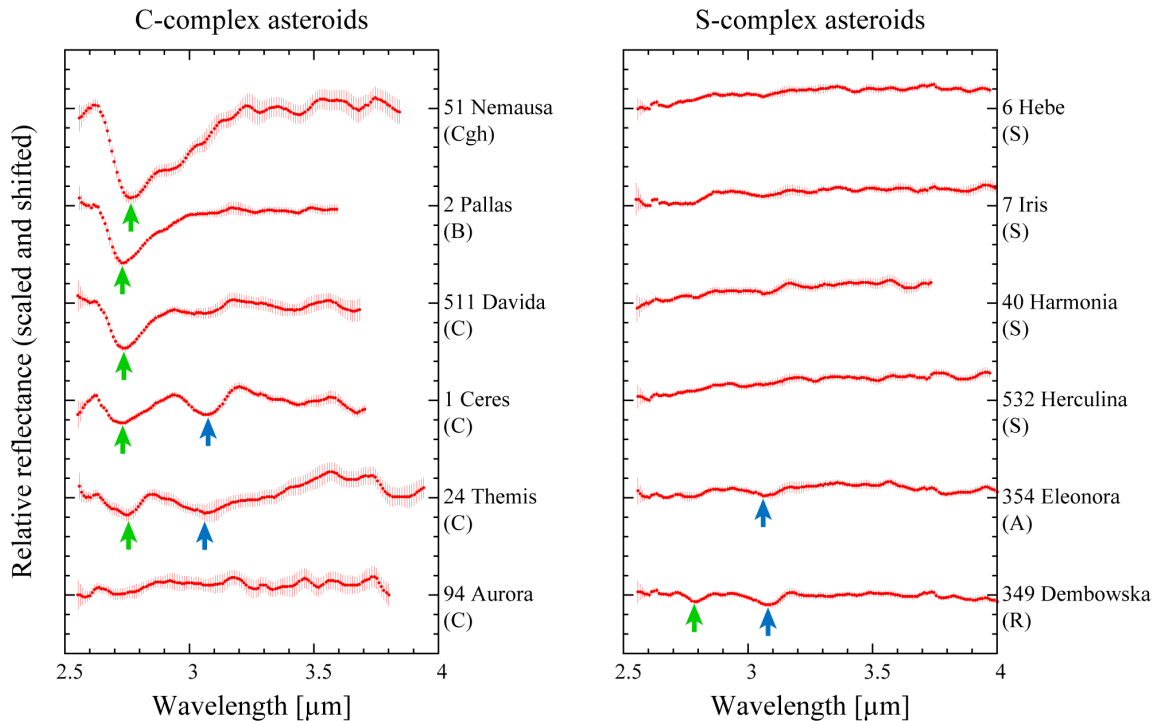 C-complex asteroids
Relative reflectance (scaled and shifted)
51 Nemausa
(Cgh)
2 Pallas
(B)
511 Davida
(C)
1 Ceres
(C)
24 Themis
(C)
94 Aurora
(C)
2.5 3 3.5 4
Wavelength [µm]
S-complex asteroids
6 Hebe
(S)
7 Iris
(S)
40 Harmonia
(S)
532 Herculina
(S)
354 Eleonora
(A)
349 Dembowska
(R)
2.5 3 3.5 4
Wavelength [µm]